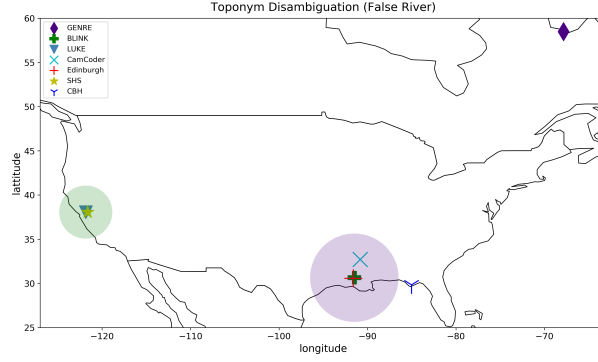 Toponym Disambiguation (False River)
60
55
50
45
40
35
30
25
lattitude
GENRE
BLINK
LUKE
CamCoder
Edinburgh
SHS
CBH
−120
−110
−100
−90
−80
−70
longitude